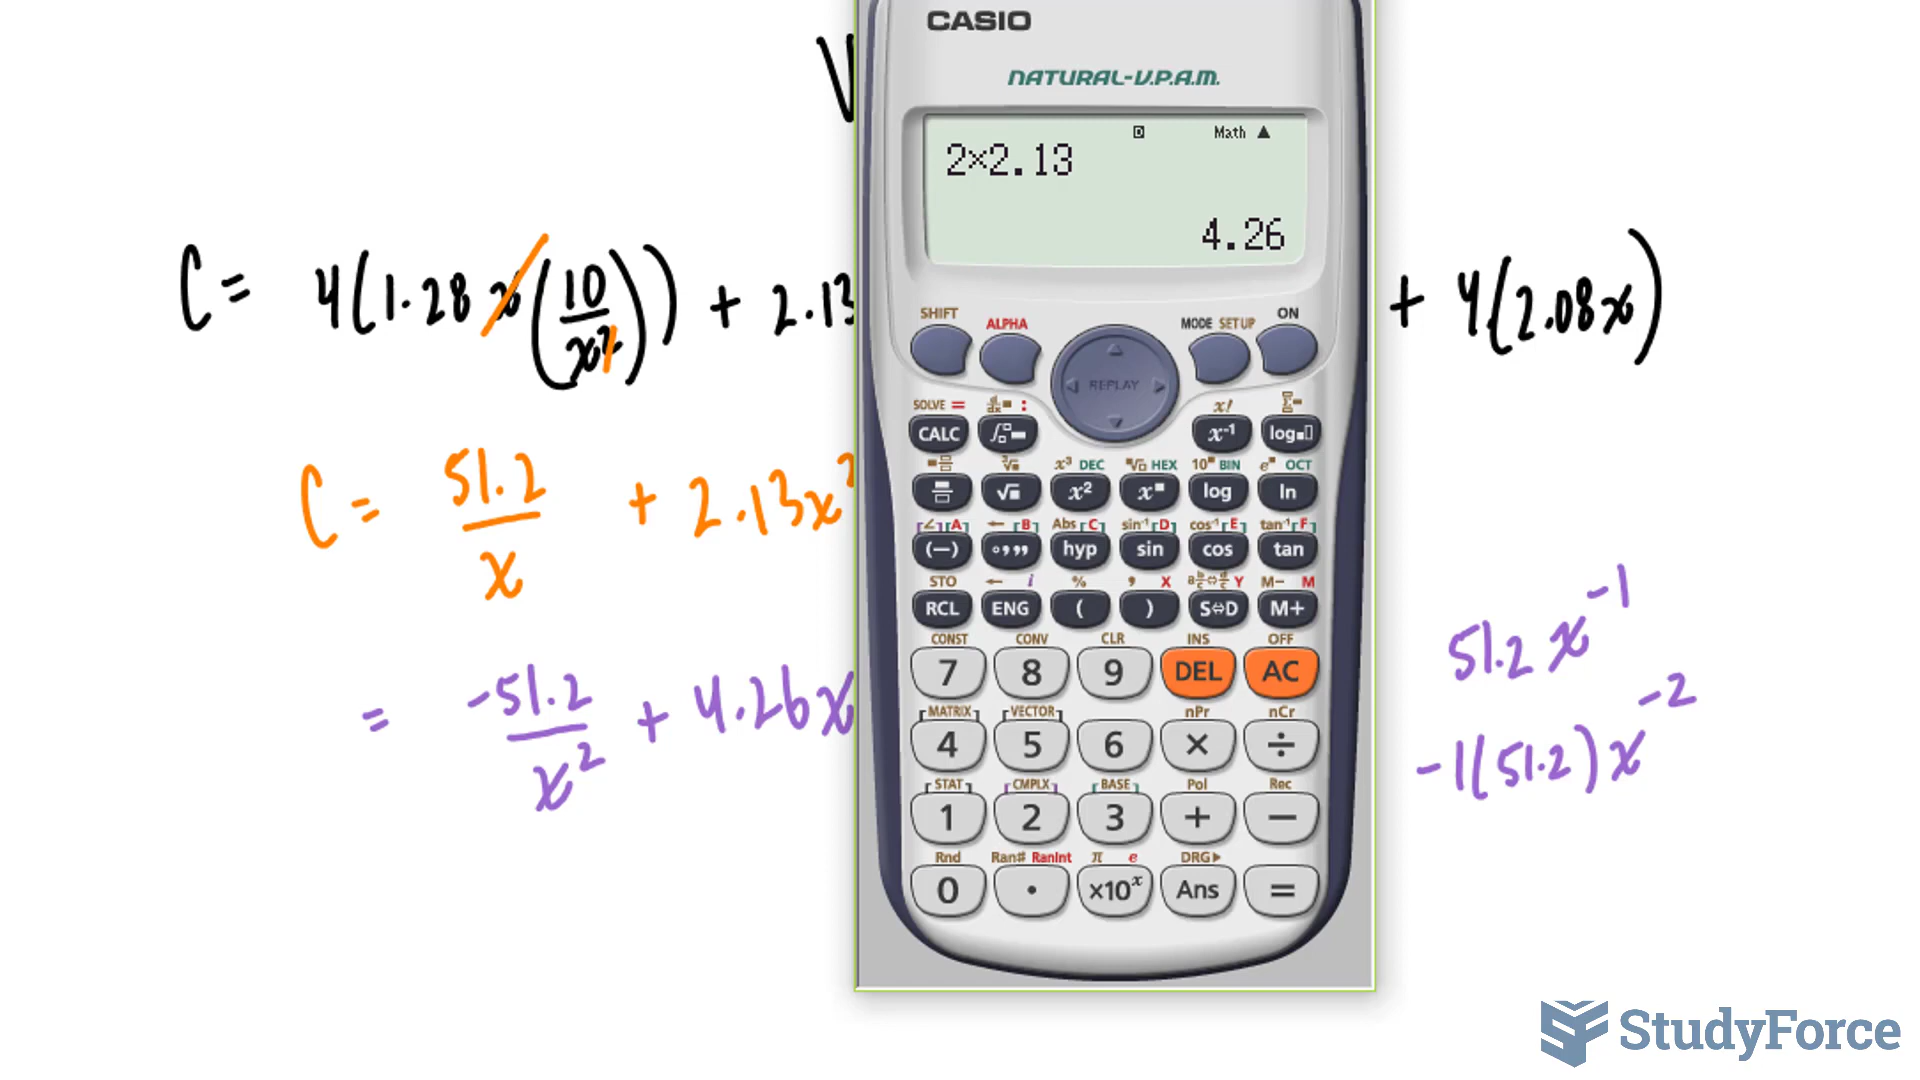 V
CASIO
NATURAL-V.P.A.M.
D Math ▲
2×2.13
4.26
C = 4(1.28x(10/x²)) + 2.13 + 4(2.08x)
SHIFT ALPHA MODE SETUP ON
REPLAY
SOLVE = d/dx : x! Σ
CALC ∫ x⁻¹ log
x³ DEC √ HEX 10 BIN e OCT
√ x² x log ln
∠ A ← B Abs C sin⁻¹ D cos⁻¹ E tan⁻¹ F
(−) °,,, hyp sin cos tan
STO ← i % , X a b/c⇔d/c Y M− M
RCL ENG ( ) S⇔D M+
CONST CONV CLR INS OFF
7 8 9 DEL AC
MATRIX VECTOR nPr nCr
4 5 6 × ÷
STAT CMPLX BASE Pol Rec
1 2 3 + −
Rnd Ran# RanInt π e DRG▶
0 . ×10ˣ Ans =
C = 51.2/x + 2.13x²
51.2x⁻¹
= -51.2/x² + 4.26x
-1(51.2)x⁻²
StudyForce